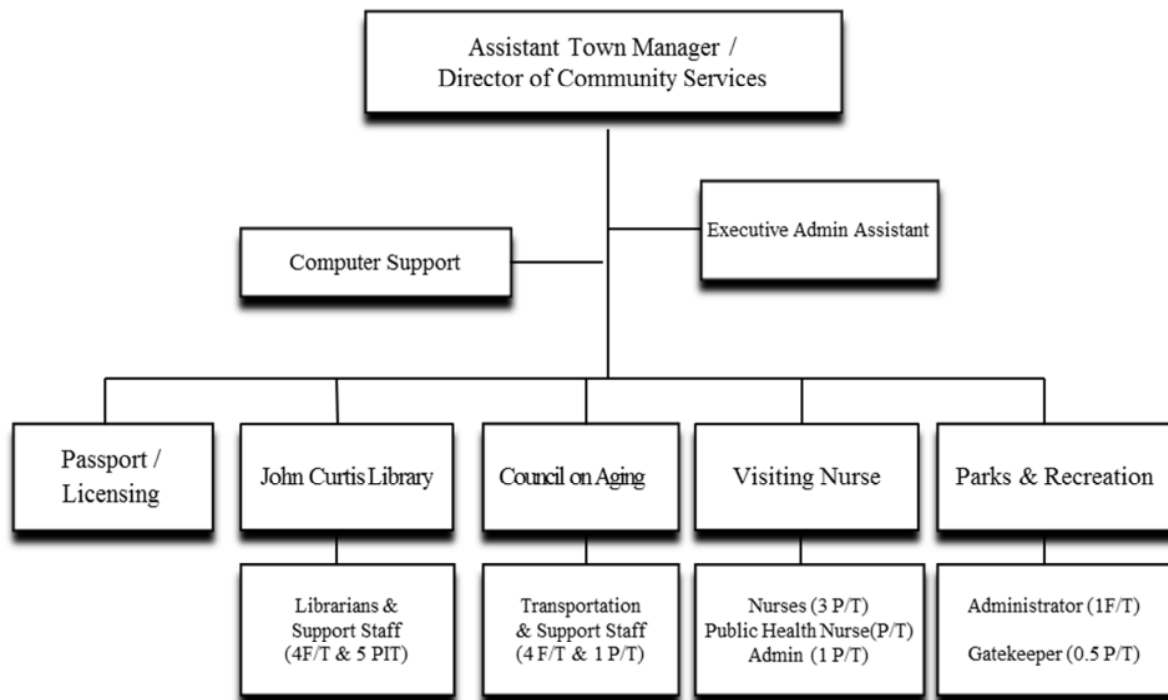 Assistant Town Manager /
Director of Community Services
Executive Admin Assistant
Computer Support
Passport /
Licensing
John Curtis Library
Council on Aging
Visiting Nurse
Parks & Recreation
Librarians &
Support Staff
(4F/T & 5 PIT)
Transportation
& Support Staff
(4 F/T & 1 P/T)
Nurses (3 P/T)
Public Health Nurse(P/T)
Admin (1 P/T)
Administrator (1F/T)
Gatekeeper (0.5 P/T)